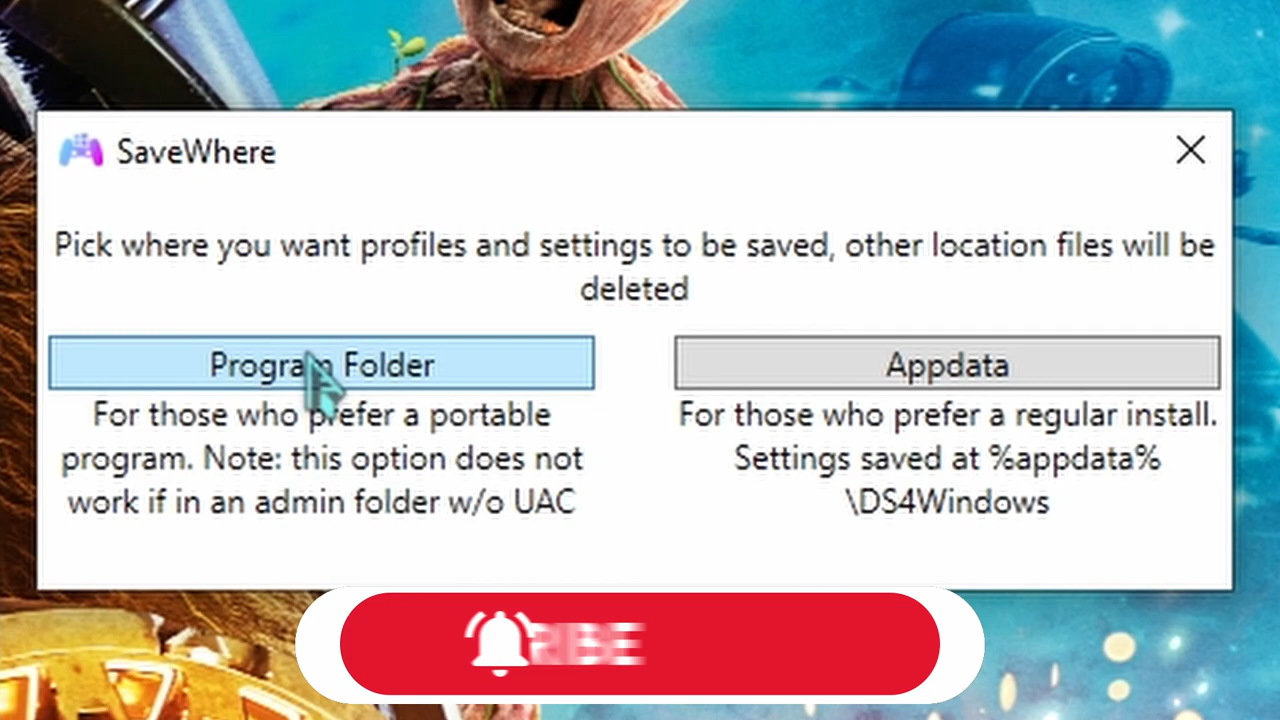 SaveWhere
Pick where you want profiles and settings to be saved, other location files will be
deleted
Program Folder
For those who prefer a portable
program. Note: this option does not
work if in an admin folder w/o UAC
Appdata
For those who prefer a regular install.
Settings saved at %appdata%
\DS4Windows
RIBE